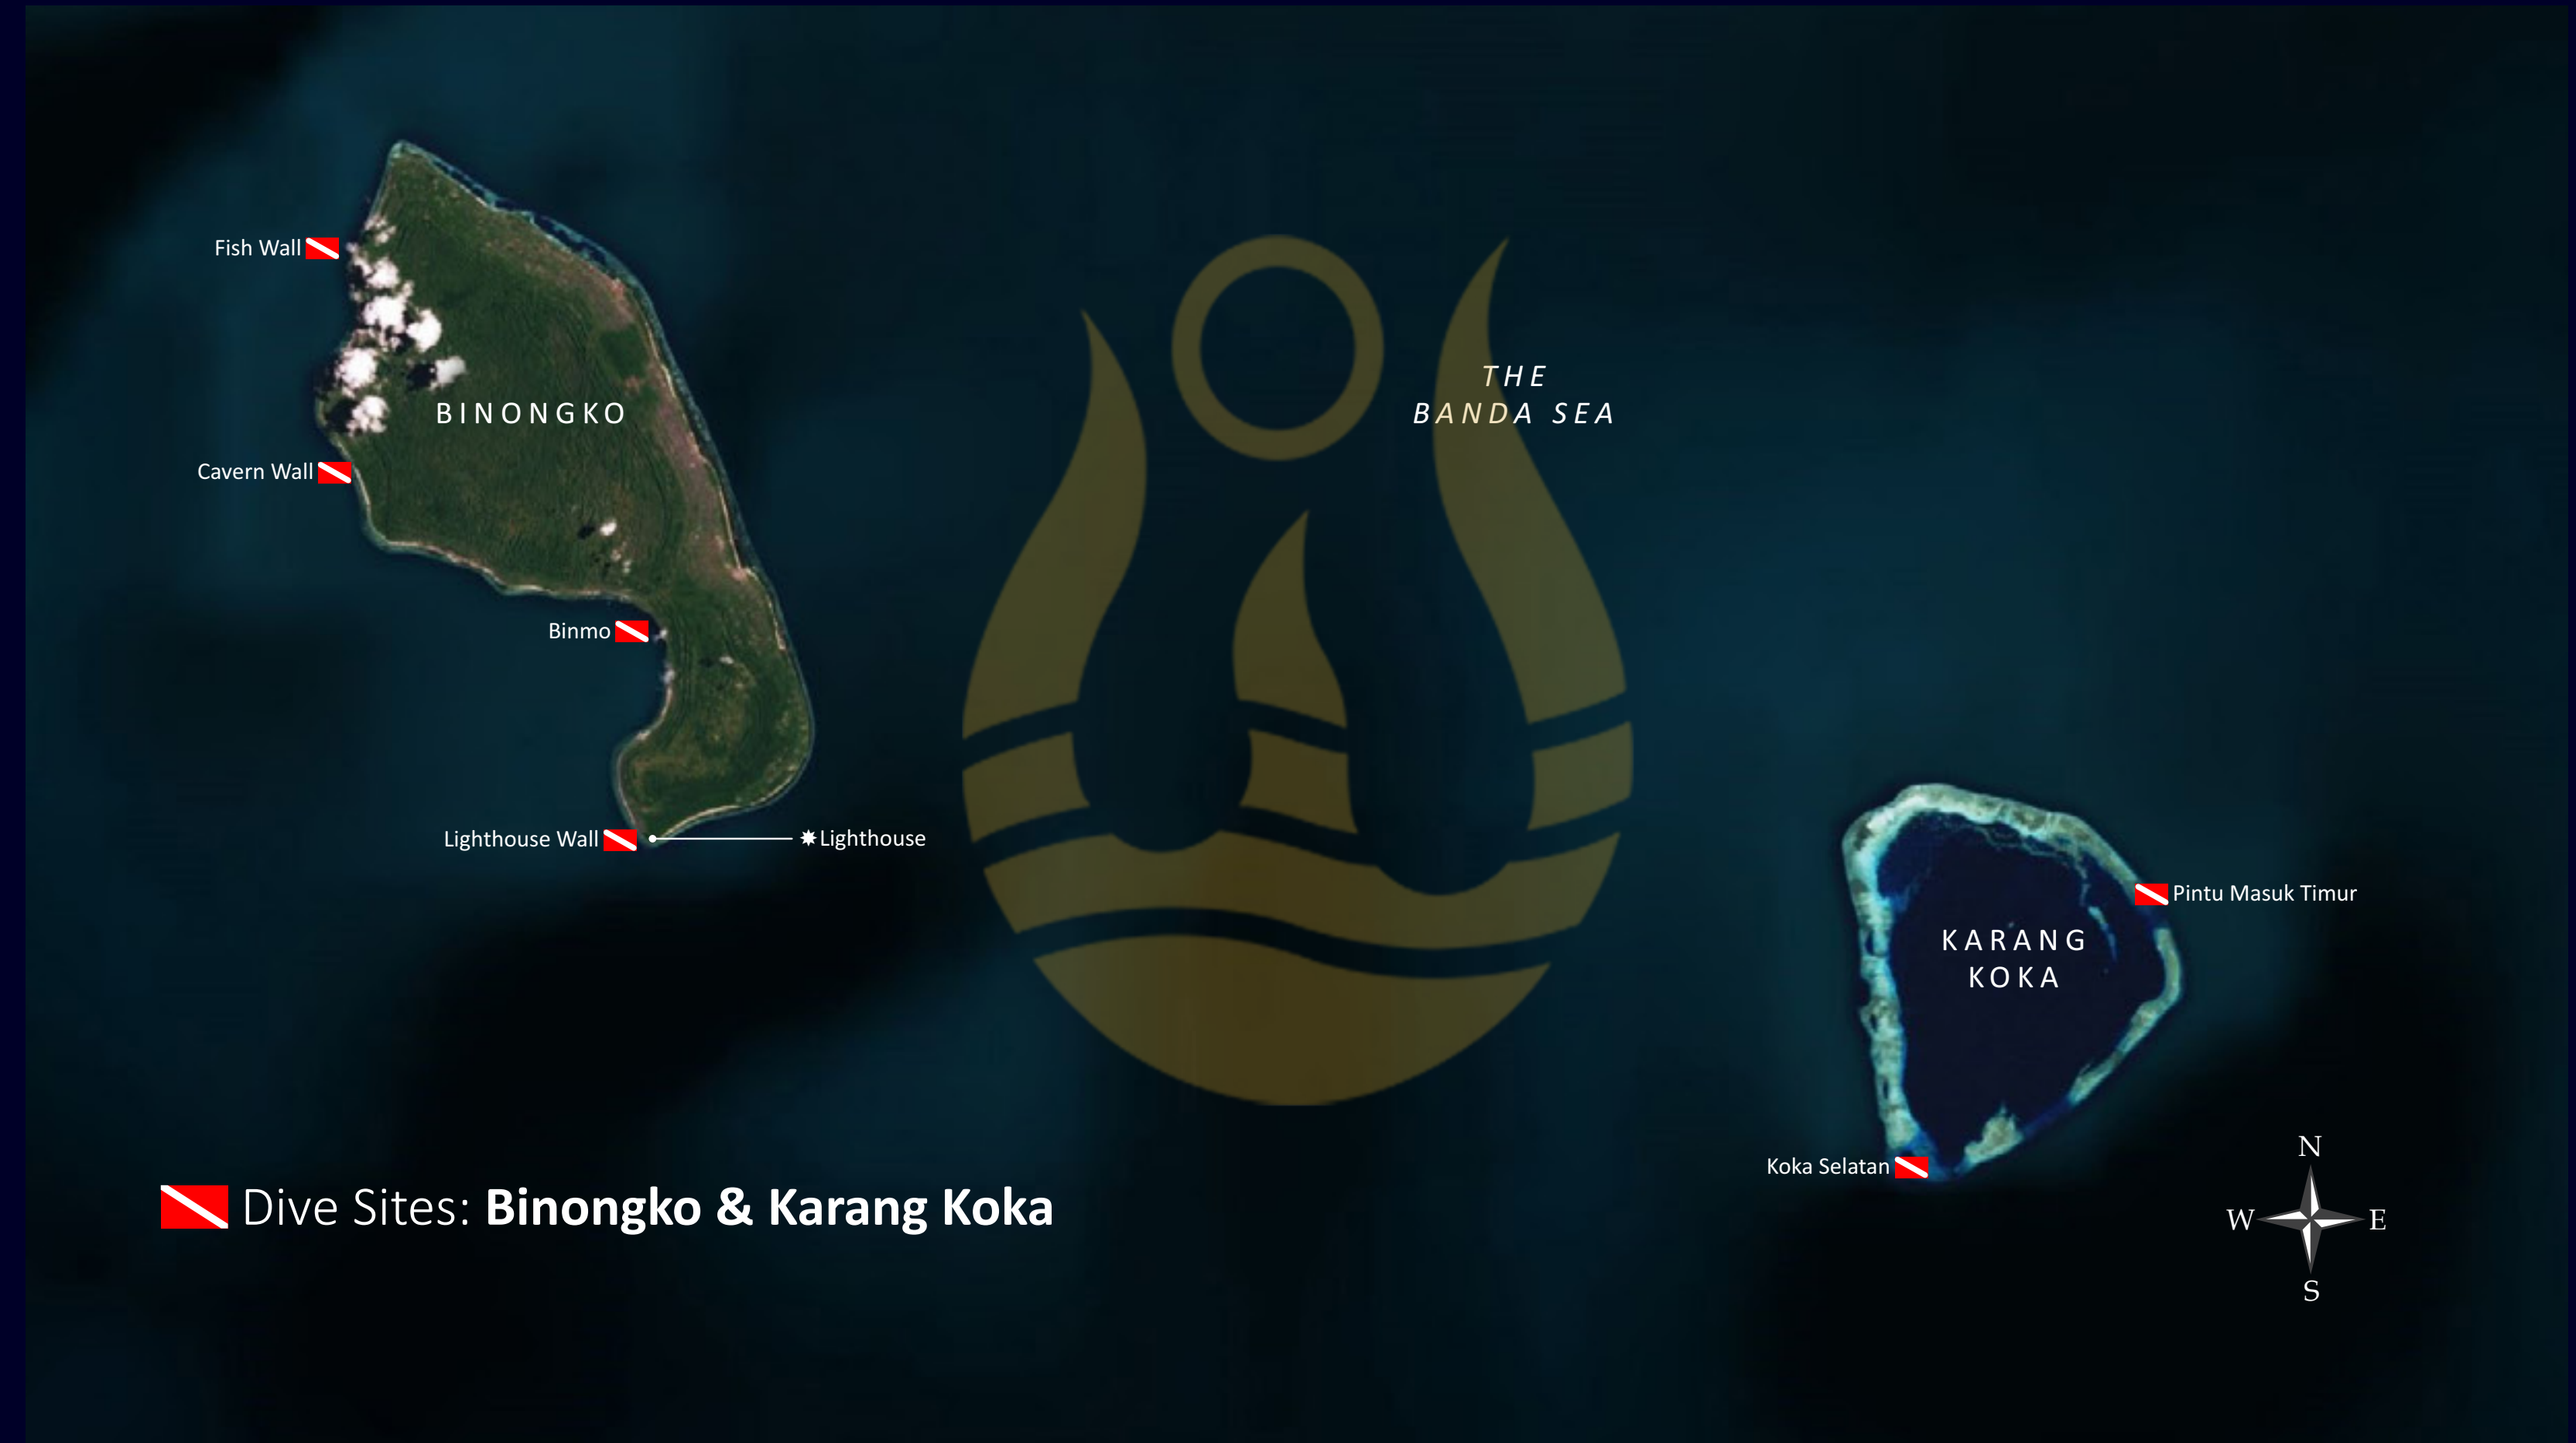 Fish Wall
THE
BANDA SEA
BINONGKO
Cavern Wall
Binmo
Lighthouse Wall
Lighthouse
Pintu Masuk Timur
KARANG
KOKA
Koka Selatan
N
W E
S
Dive Sites: Binongko & Karang Koka